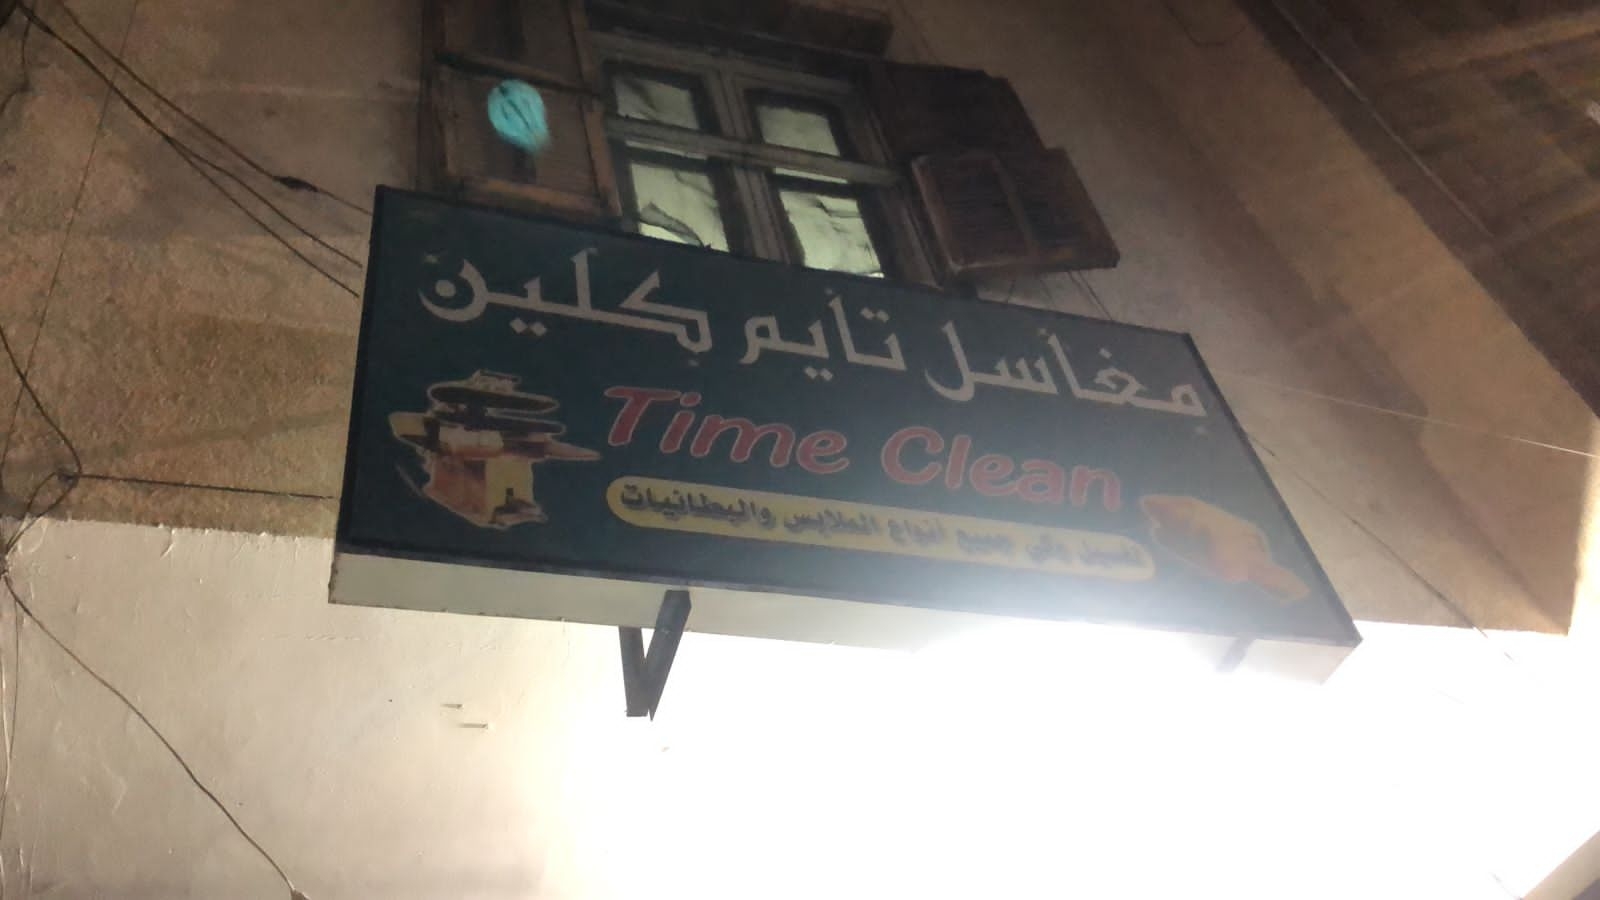 مغاسل تايم كلين
Time Clean
غسيل وكي جميع أنواع الملابس والبطانيات